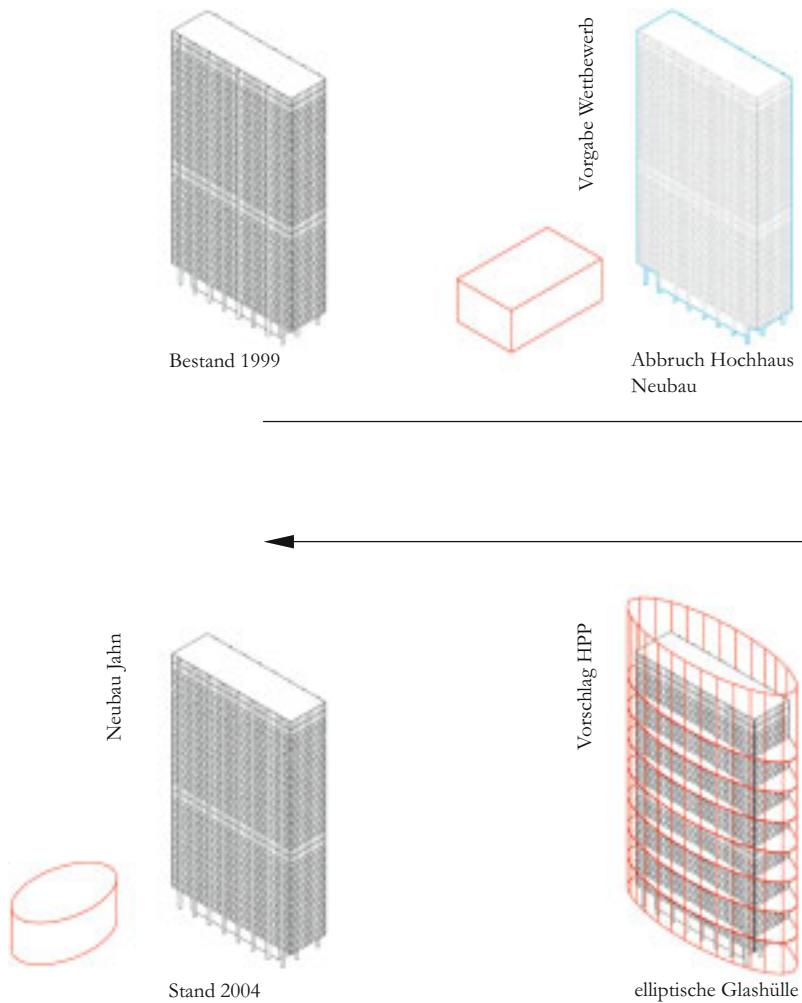 Vorgabe Wettbewerb
Bestand 1999
Abbruch Hochhaus
Neubau
Neubau Jahn
Vorschlag HPP
Stand 2004
elliptische Glashülle